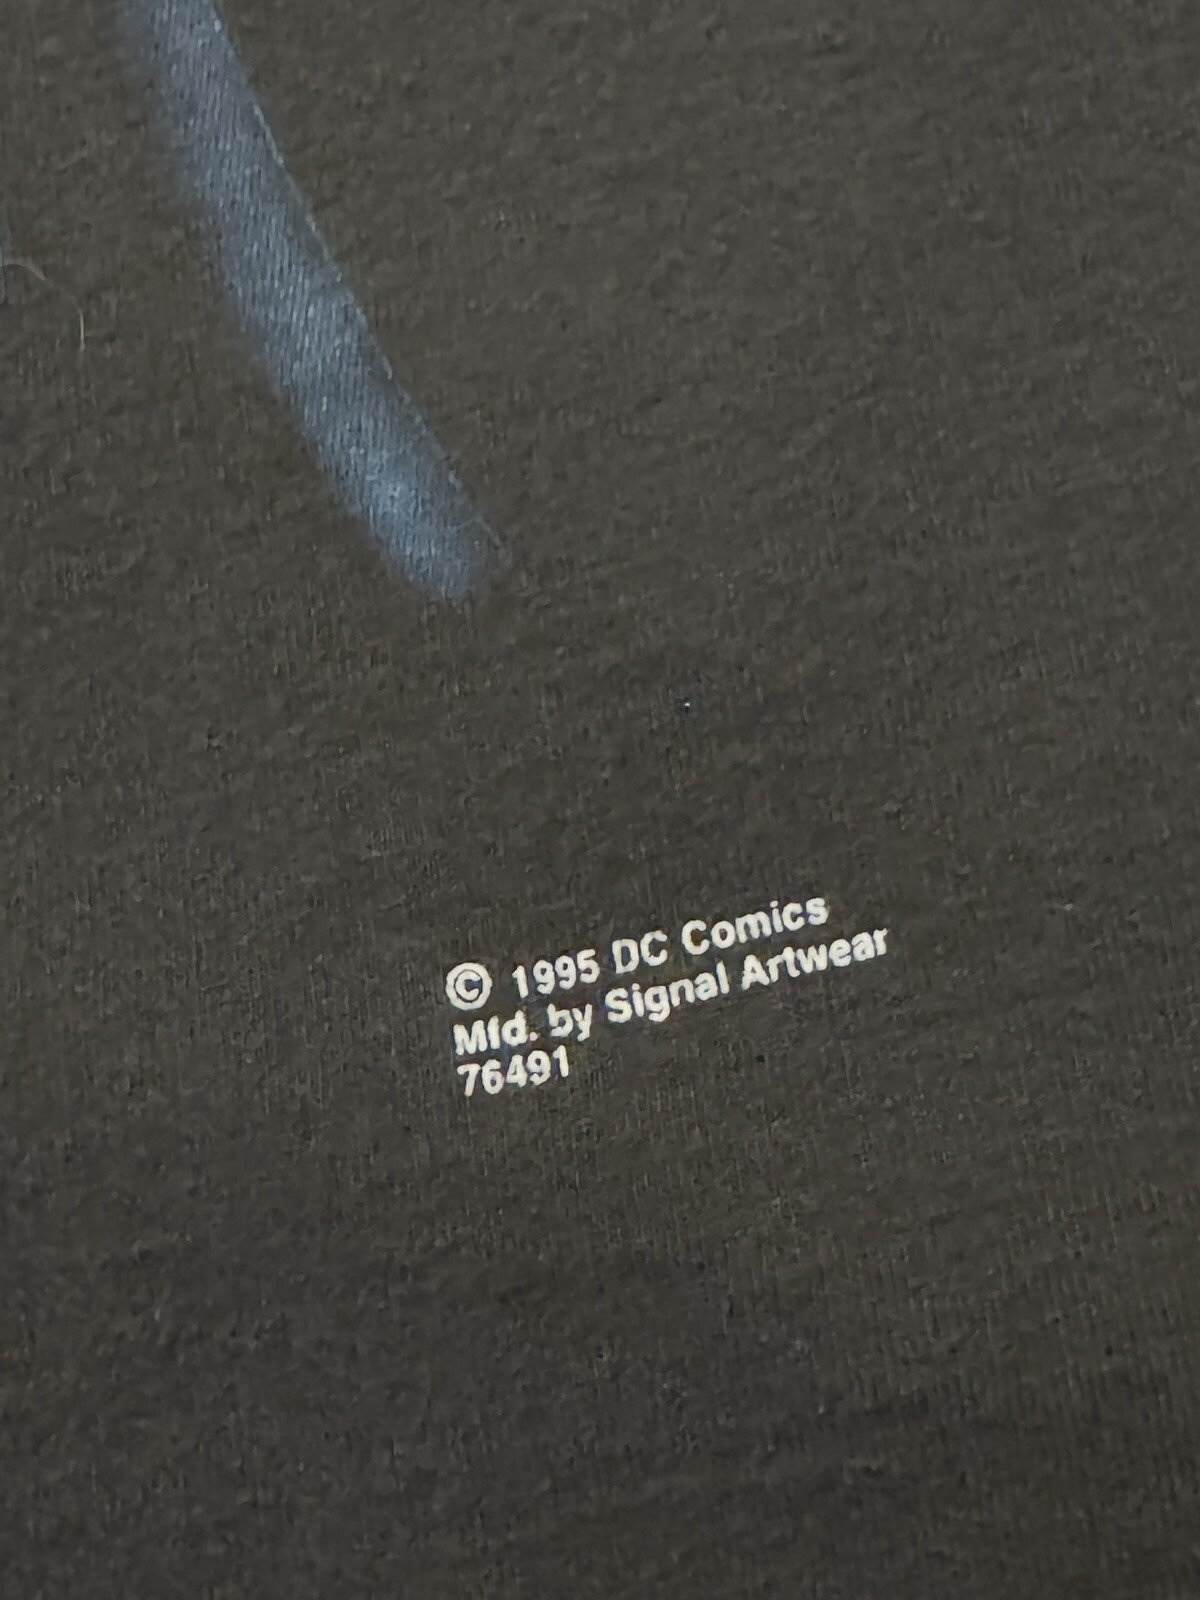 © 1995 DC Comics
Mfd. by Signal Artwear
76491